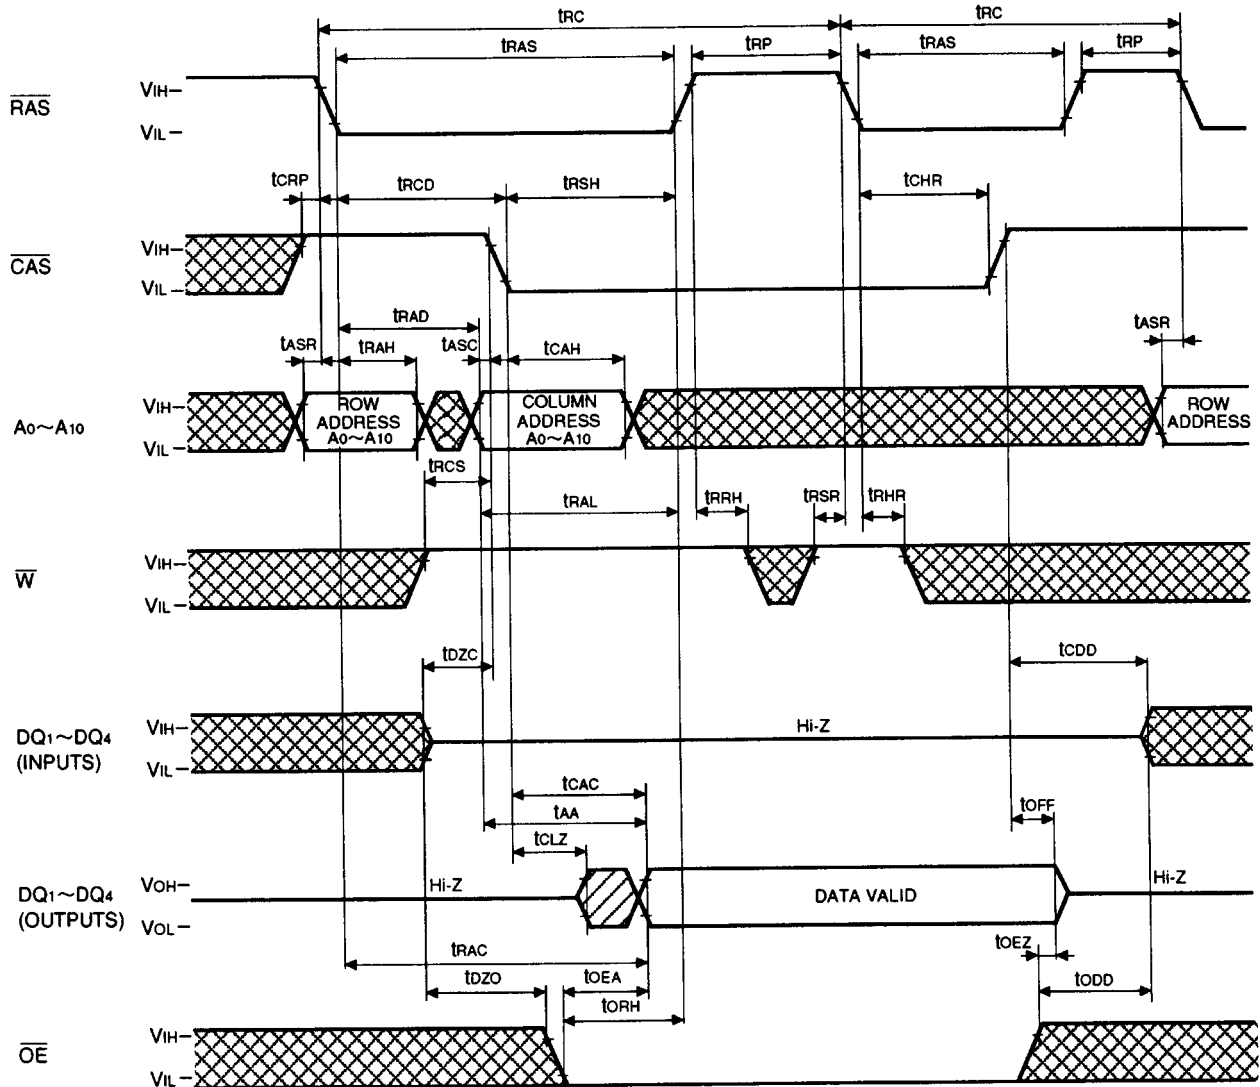 tRC tRC
tRAS tRP tRAS tRP
RAS
VIH
VIL
tCRP tRCD tRSH tCHR
CAS
VIH
VIL
tRAD tASR
tASR tRAH tASC tCAH
A0~A10
VIH
VIL
ROW
ADDRESS
A0~A10
COLUMN
ADDRESS
A0~A10
ROW
ADDRESS
tRCS
tRAL tRRH tRSR tRHR
W
VIH
VIL
tDZC tCDD
DQ1~DQ4
(INPUTS)
VIH
VIL
Hi-Z
tCAC
tAA tOFF
tCLZ
DQ1~DQ4
(OUTPUTS)
VOH
VOL
Hi-Z DATA VALID Hi-Z
tRAC tOEZ
tDZO tOEA tODD
tORH
OE
VIH
VIL